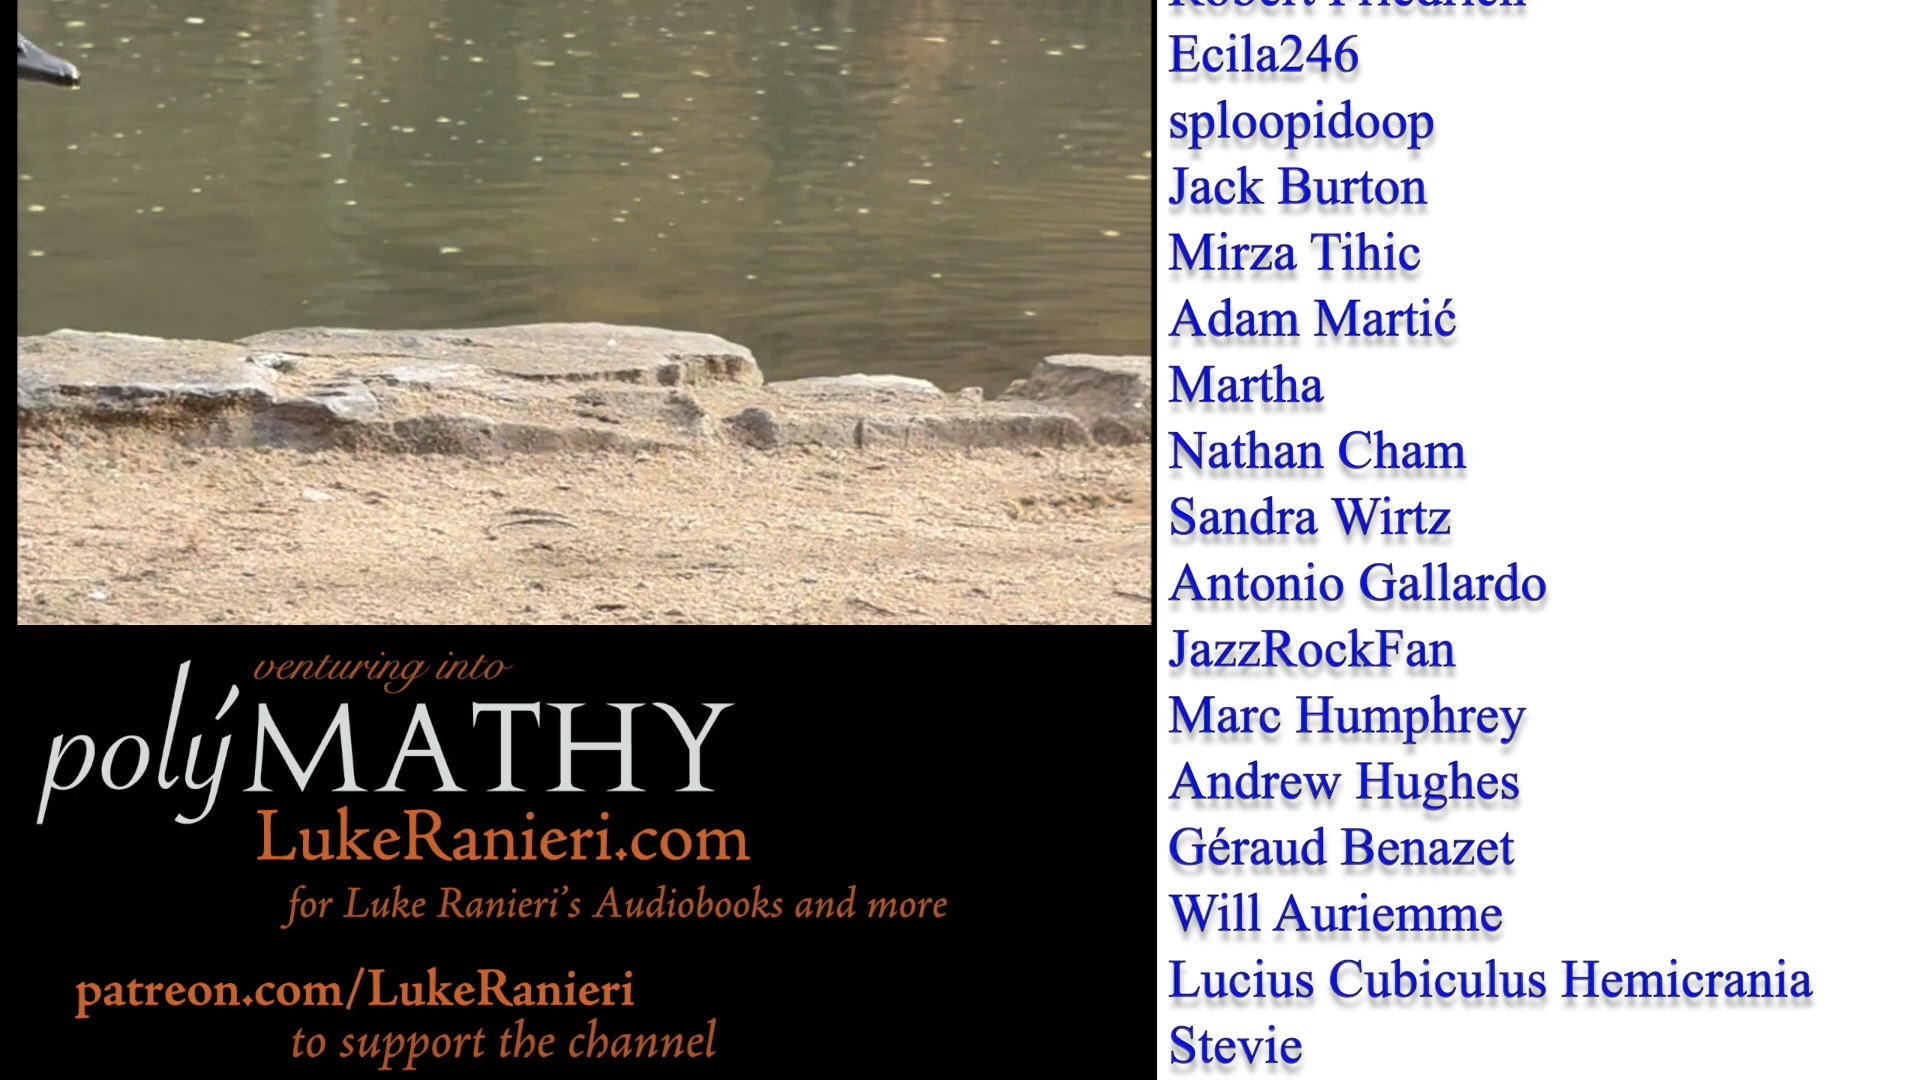 venturing into
polýMATHY
LukeRanieri.com
for Luke Ranieri’s Audiobooks and more
patreon.com/LukeRanieri
to support the channel
Robert Friedrich
Ecila246
sploopidoop
Jack Burton
Mirza Tihic
Adam Martić
Martha
Nathan Cham
Sandra Wirtz
Antonio Gallardo
JazzRockFan
Marc Humphrey
Andrew Hughes
Géraud Benazet
Will Auriemme
Lucius Cubiculus Hemicrania
Stevie